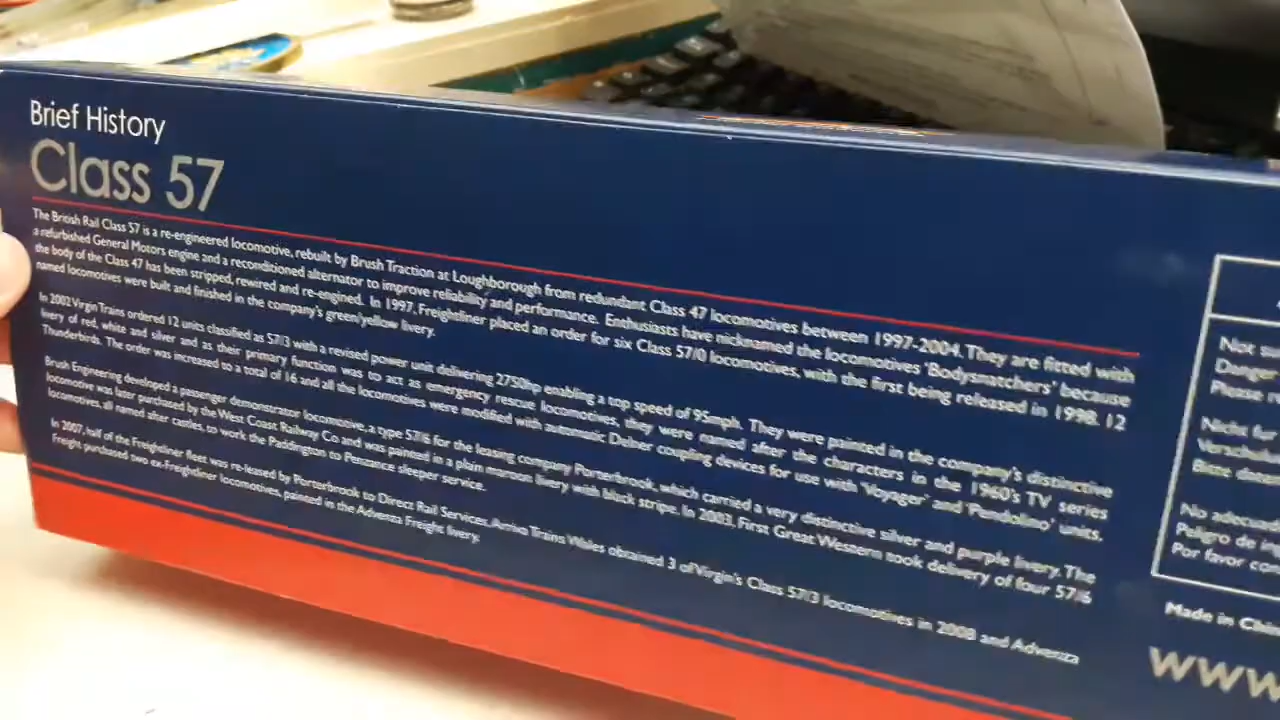 Brief History
Class 57
The British Rail Class 57 is a re-engineered locomotive, rebuilt by Brush Traction at Loughborough from redundant Class 47 locomotives between 1997-2004. They are fitted with
a refurbished General Motors engine and a reconditioned alternator to improve reliability and performance. Enthusiasts have nicknamed the locomotives 'Bodysnatchers' because
the body of the Class 47 has been stripped, rewired and re-engined. In 1997, Freightliner placed an order for six Class 57/0 locomotives, with the first being released in 1998. 12
named locomotives were built and finished in the company's green/yellow livery.
In 2002 Virgin Trains ordered 12 units classified as 57/3 with a revised power unit delivering 2750hp enabling a top speed of 95mph. They were painted in the company's distinctive
livery of red, white and silver and as their primary function was to act as emergency rescue locomotives, they were named after the characters in the 1960's TV series
Thunderbirds. The order was increased to a total of 16 and all the locomotives were modified with automatic Dellner coupling devices for use with 'Voyager' and 'Pendolino' units.
Brush Engineering developed a passenger demonstrator locomotive, a type 57/6 for the leasing company Porterbrook, which carried a very distinctive silver and purple livery. The
locomotive was later purchased by the West Coast Railway Co and was painted in a plain maroon livery with black stripe. In 2003, First Great Western took delivery of four 57/6
locomotives, all named after castles, to work the Paddington to Penzance sleeper service.
In 2007, half of the Freightliner fleet was re-leased by Porterbrook to Direct Rail Services. Arriva Trains Wales obtained 3 of Virgin's Class 57/3 locomotives in 2008 and Advenza
Freight purchased two ex-Freightliner locomotives, painted in the Advenza Freight livery.
Not
Danger
Please
Nicht für
Bitte
No
Peligro de
Por favor
Made in
www.